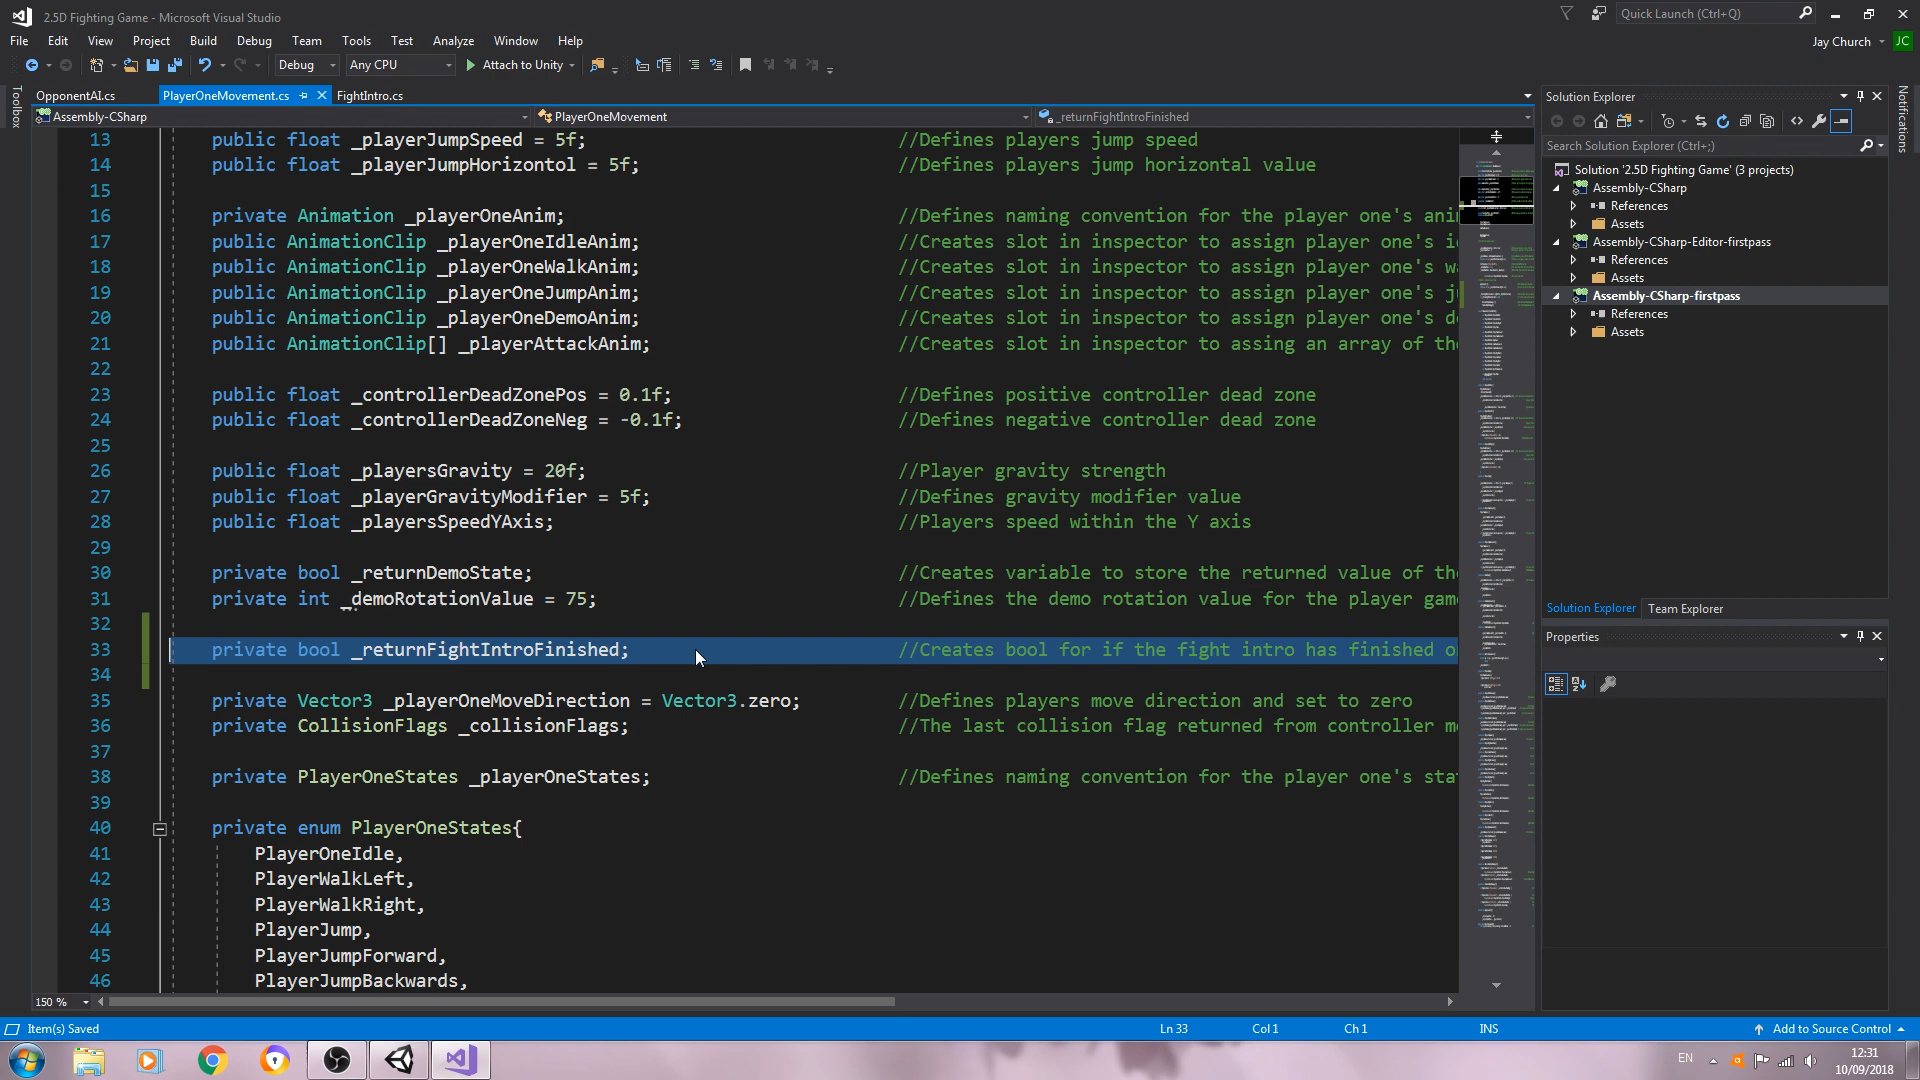 2.5D Fighting Game - Microsoft Visual Studio
Quick Launch (Ctrl+Q)
File Edit View Project Build Debug Team Tools Test Analyze Window Help
Jay Church JC
Debug Any CPU Attach to Unity
Toolbox
OpponentAI.cs PlayerOneMovement.cs FightIntro.cs
Assembly-CSharp PlayerOneMovement _returnFightIntroFinished
13 public float _playerJumpSpeed = 5f; //Defines players jump speed
14 public float _playerJumpHorizontol = 5f; //Defines players jump horizontal value
15
16 private Animation _playerOneAnim; //Defines naming convention for the player one's ani
17 public AnimationClip _playerOneIdleAnim; //Creates slot in inspector to assign player one's i
18 public AnimationClip _playerOneWalkAnim; //Creates slot in inspector to assign player one's w
19 public AnimationClip _playerOneJumpAnim; //Creates slot in inspector to assign player one's j
20 public AnimationClip _playerOneDemoAnim; //Creates slot in inspector to assign player one's d
21 public AnimationClip[] _playerAttackAnim; //Creates slot in inspector to assing an array of th
22
23 public float _controllerDeadZonePos = 0.1f; //Defines positive controller dead zone
24 public float _controllerDeadZoneNeg = -0.1f; //Defines negative controller dead zone
25
26 public float _playersGravity = 20f; //Player gravity strength
27 public float _playerGravityModifier = 5f; //Defines gravity modifier value
28 public float _playersSpeedYAxis; //Players speed within the Y axis
29
30 private bool _returnDemoState; //Creates variable to store the returned value of th
31 private int _demoRotationValue = 75; //Defines the demo rotation value for the player gam
32
33 private bool _returnFightIntroFinished; //Creates bool for if the fight intro has finished o
34
35 private Vector3 _playerOneMoveDirection = Vector3.zero; //Defines players move direction and set to zero
36 private CollisionFlags _collisionFlags; //The last collision flag returned from controller m
37
38 private PlayerOneStates _playerOneStates; //Defines naming convention for the player one's sta
39
40 private enum PlayerOneStates{
41 PlayerOneIdle,
42 PlayerWalkLeft,
43 PlayerWalkRight,
44 PlayerJump,
45 PlayerJumpForward,
46 PlayerJumpBackwards,
150 %
Solution Explorer
Search Solution Explorer (Ctrl+;)
Solution '2.5D Fighting Game' (3 projects)
Assembly-CSharp
References
Assets
Assembly-CSharp-Editor-firstpass
References
Assets
Assembly-CSharp-firstpass
References
Assets
Solution Explorer Team Explorer
Properties
Notifications
Item(s) Saved Ln 33 Col 1 Ch 1 INS Add to Source Control
EN 12:31
10/09/2018